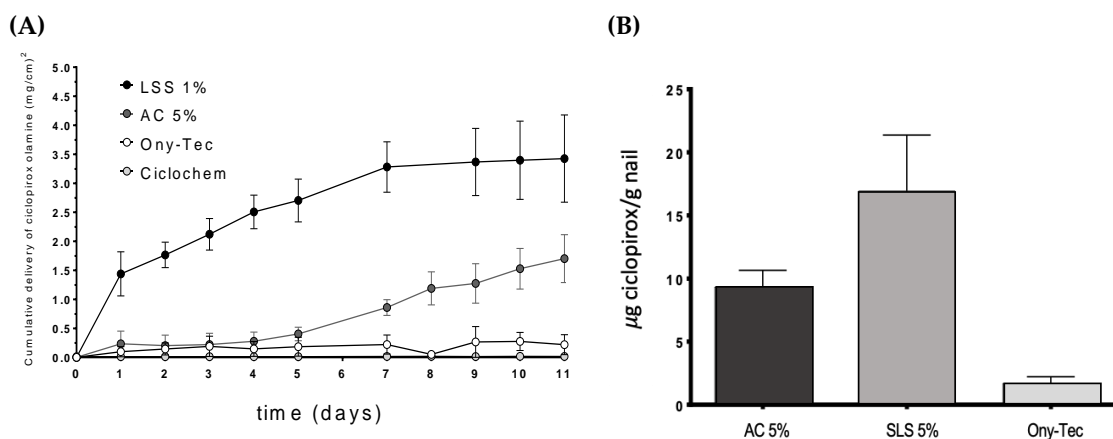 (A)
Cumulative delivery of ciclopirox olamine (mg/cm)²
5.0
4.5
4.0
3.5
3.0
2.5
2.0
1.5
1.0
0.5
0.0
LSS 1%
AC 5%
Ony-Tec
Ciclochem
0 1 2 3 4 5 6 7 8 9 10 11
time (days)
(B)
µg ciclopirox/g nail
25
20
15
10
5
0
AC 5% SLS 5% Ony-Tec